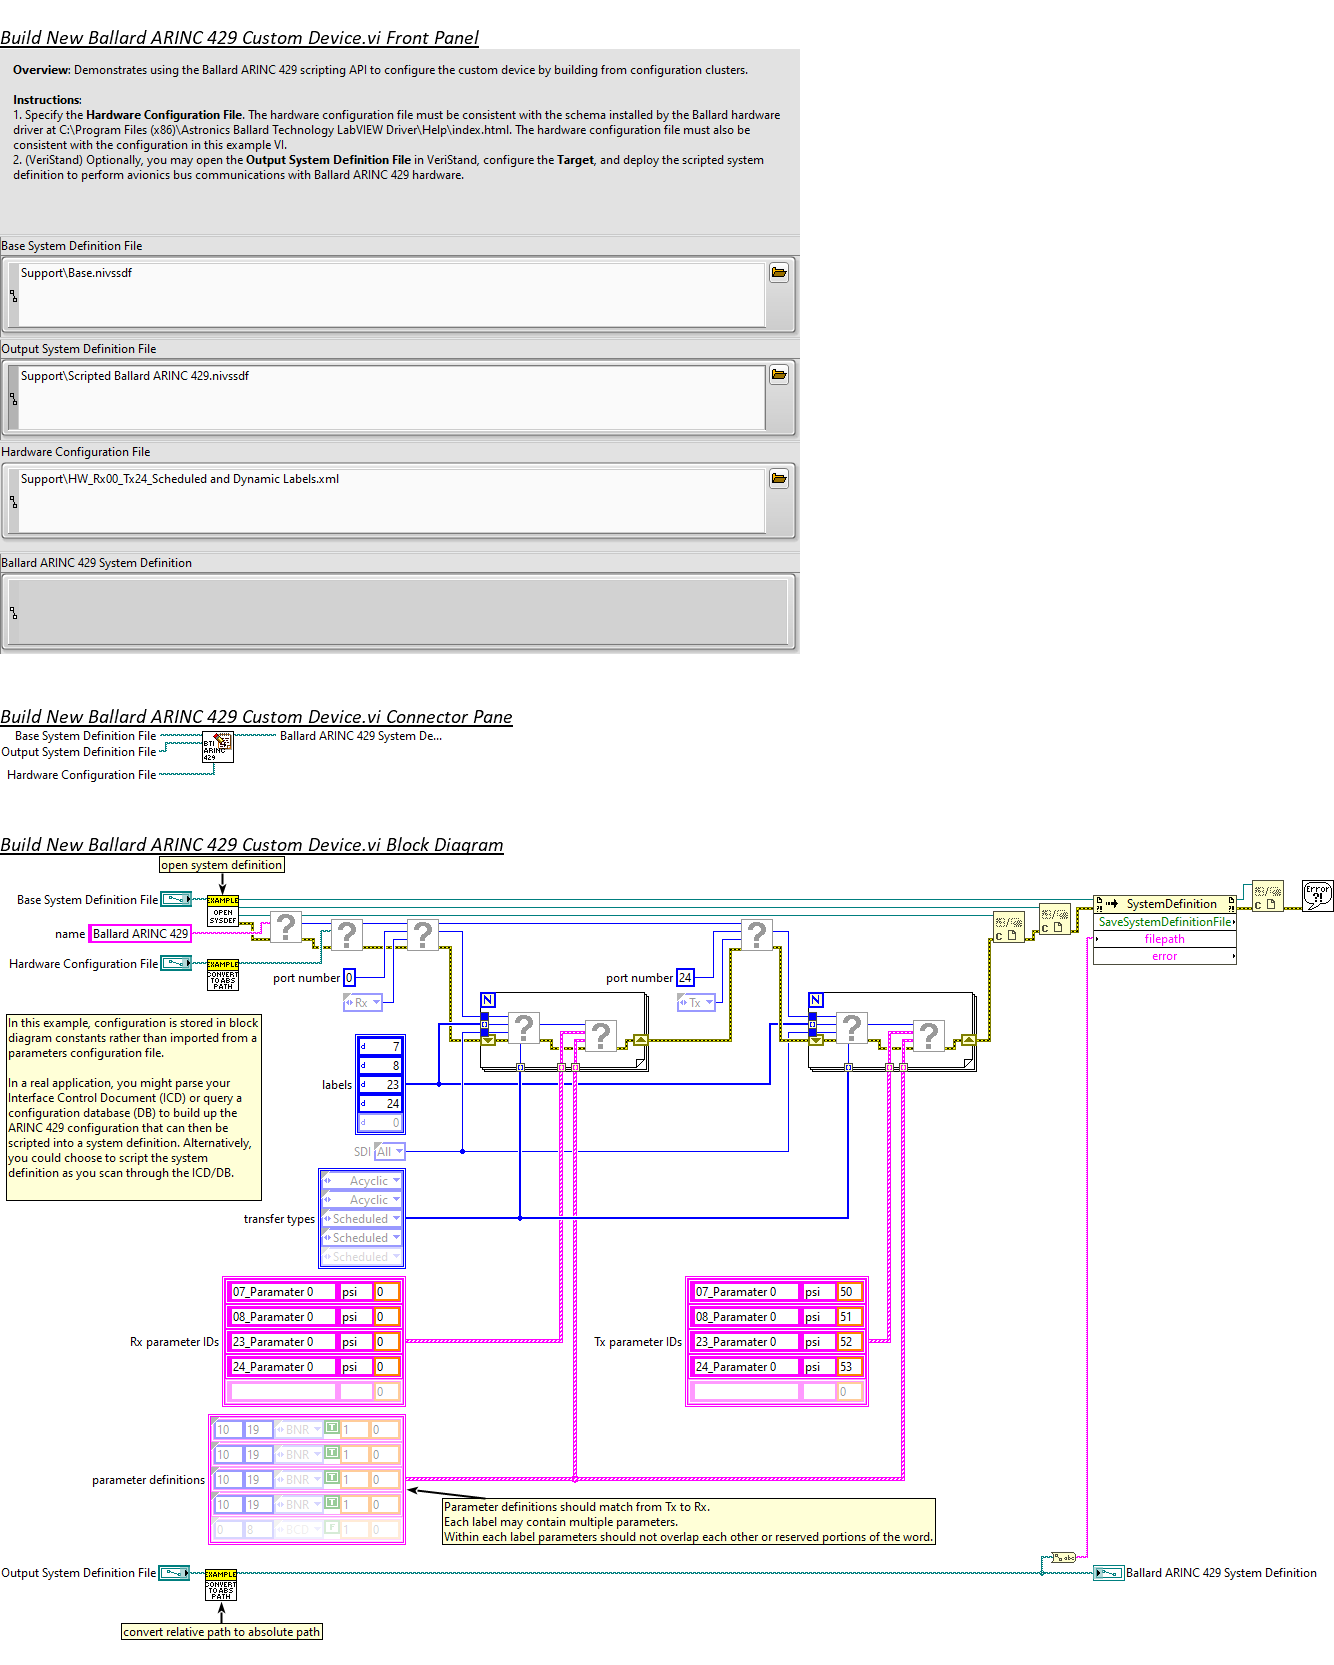 Build New Ballard ARINC 429 Custom Device.vi Front Panel
Overview: Demonstrates using the Ballard ARINC 429 scripting API to configure the custom device by building from configuration clusters.
Instructions:
1. Specify the Hardware Configuration File. The hardware configuration file must be consistent with the schema installed by the Ballard hardware
driver at C:\Program Files (x86)\Astronics Ballard Technology LabVIEW Driver\Help\index.html. The hardware configuration file must also be
consistent with the configuration in this example VI.
2. (VeriStand) Optionally, you may open the Output System Definition File in VeriStand, configure the Target, and deploy the scripted system
definition to perform avionics bus communications with Ballard ARINC 429 hardware.
Base System Definition File
Support\Base.nivssdf
Output System Definition File
Support\Scripted Ballard ARINC 429.nivssdf
Hardware Configuration File
Support\HW_Rx00_Tx24_Scheduled and Dynamic Labels.xml
Ballard ARINC 429 System Definition
Build New Ballard ARINC 429 Custom Device.vi Connector Pane
Base System Definition File
Output System Definition File
Hardware Configuration File
BTI
ARINC
429
Ballard ARINC 429 System De...
Build New Ballard ARINC 429 Custom Device.vi Block Diagram
open system definition
Base System Definition File
EXAMPLE
OPEN
SYSDEF
name
Ballard ARINC 429
Hardware Configuration File
EXAMPLE
CONVERT
TO ABS
PATH
? ? ? ?
port number 0
Rx
port number 24
Tx
N
? ?
N
? ?
C
C
SystemDefinition
SaveSystemDefinitionFile
filepath
error
C
Error
?!
In this example, configuration is stored in block
diagram constants rather than imported from a
parameters configuration file.
In a real application, you might parse your
Interface Control Document (ICD) or query a
configuration database (DB) to build up the
ARINC 429 configuration that can then be
scripted into a system definition. Alternatively,
you could choose to script the system
definition as you scan through the ICD/DB.
labels
d 7
d 8
d 23
d 24
d 0
SDI All
transfer types
Acyclic
Acyclic
Scheduled
Scheduled
Scheduled
Rx parameter IDs
07_Paramater 0 psi 0
08_Paramater 0 psi 0
23_Paramater 0 psi 0
24_Paramater 0 psi 0
0
Tx parameter IDs
07_Paramater 0 psi 50
08_Paramater 0 psi 51
23_Paramater 0 psi 52
24_Paramater 0 psi 53
0
parameter definitions
10 19 BNR T 1 0
10 19 BNR T 1 0
10 19 BNR T 1 0
10 19 BNR T 1 0
0 8 BCD F 1 0
Parameter definitions should match from Tx to Rx.
Each label may contain multiple parameters.
Within each label parameters should not overlap each other or reserved portions of the word.
Output System Definition File
EXAMPLE
CONVERT
TO ABS
PATH
convert relative path to absolute path
abc
Ballard ARINC 429 System Definition